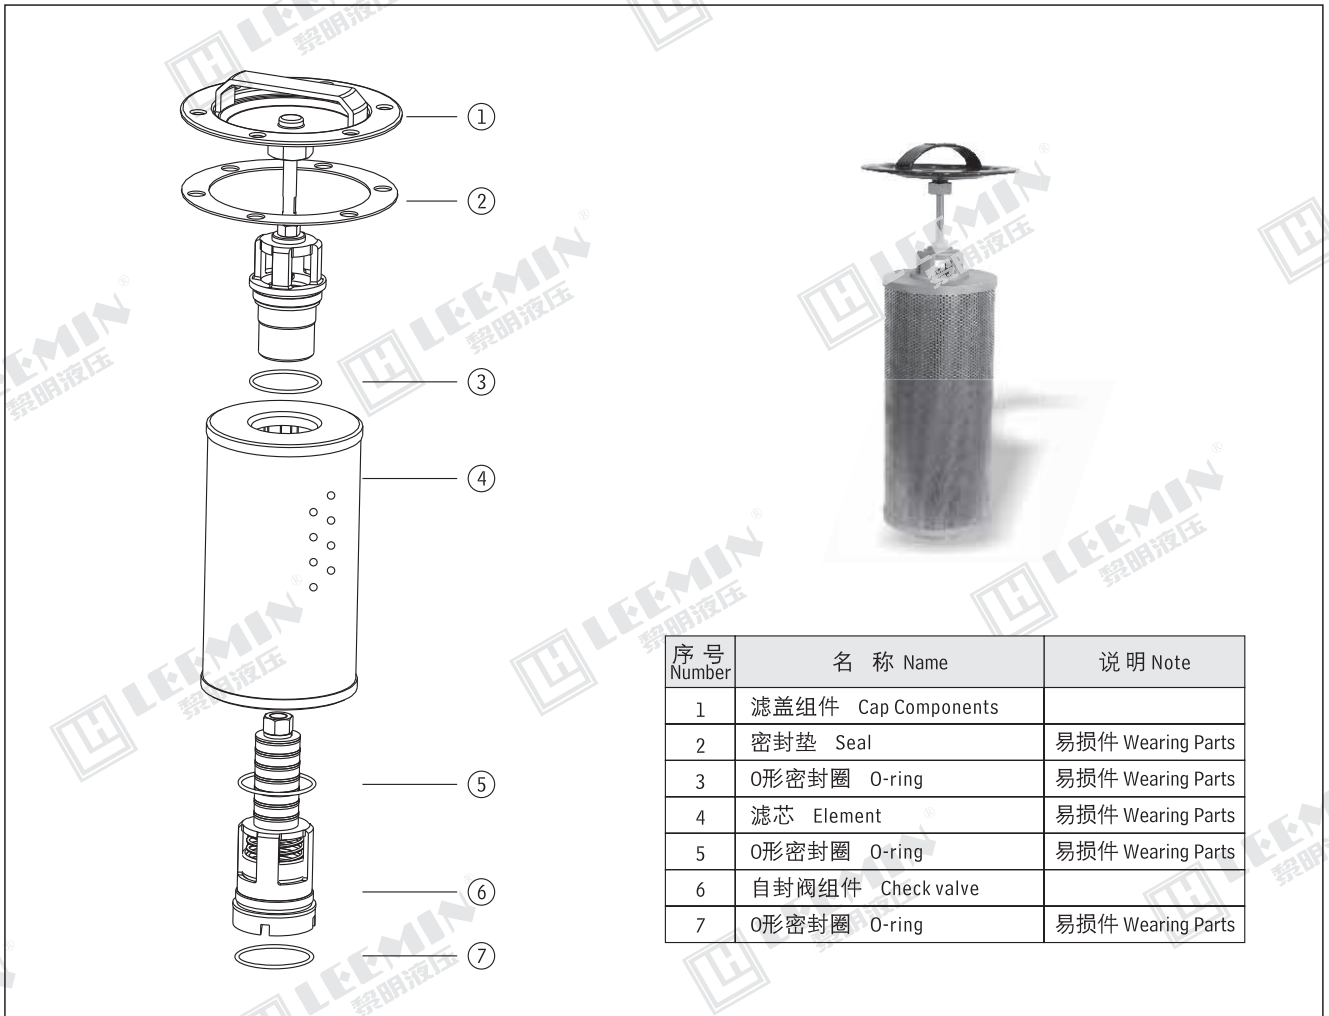 ①
②
③
④
⑤
⑥
⑦
LEEMIN®
黎明液压
序号 名 称 Name 说明 Note
Number
1 滤盖组件 Cap Components
2 密封垫 Seal 易损件 Wearing Parts
3 O形密封圈 O-ring 易损件 Wearing Parts
4 滤芯 Element 易损件 Wearing Parts
5 O形密封圈 O-ring 易损件 Wearing Parts
6 自封阀组件 Check valve
7 O形密封圈 O-ring 易损件 Wearing Parts